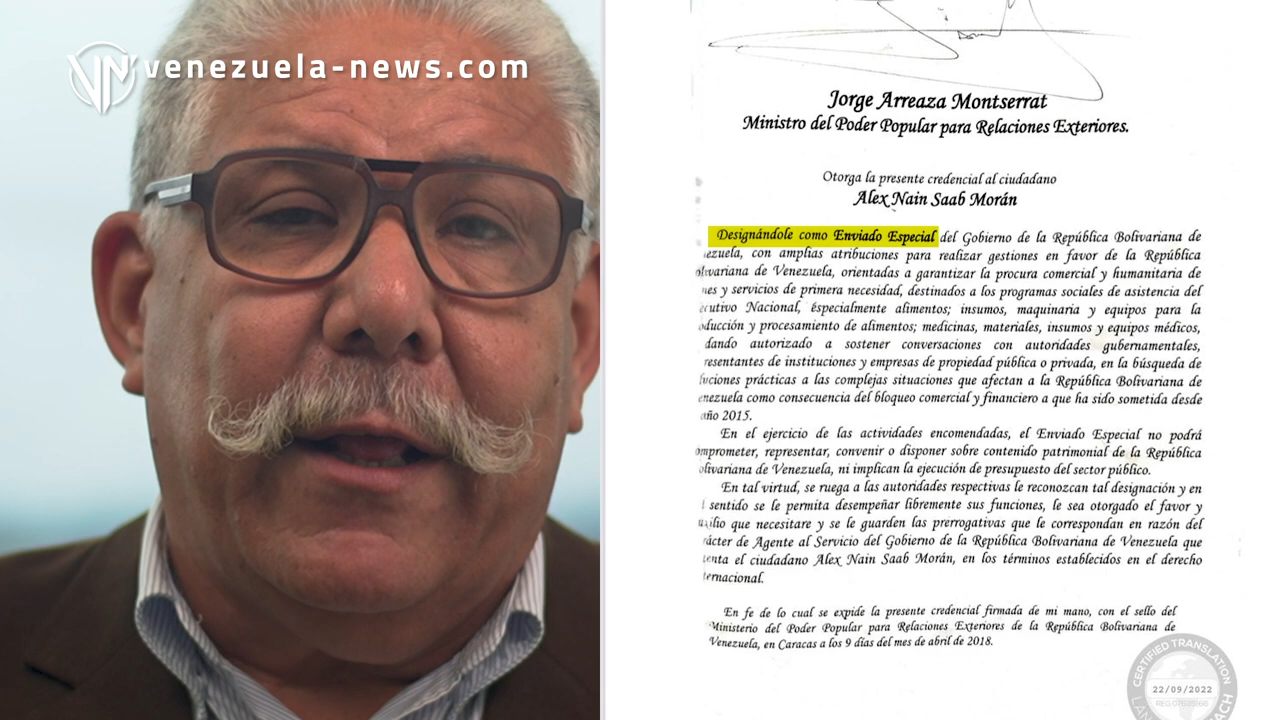 VN venezuela-news.com
Jorge Arreaza Montserrat
Ministro del Poder Popular para Relaciones Exteriores.
Otorga la presente credencial al ciudadano
Alex Nain Saab Morán
Designándole como Enviado Especial del Gobierno de la República Bolivariana de
ezuela, con amplias atribuciones para realizar gestiones en favor de la República
livariana de Venezuela, orientadas a garantizar la procura comercial y humanitaria de
nes y servicios de primera necesidad, destinados a los programas sociales de asistencia del
ecutivo Nacional, éspecialmente alimentos; insumos, maquinaria y equipos para la
oducción y procesamiento de alimentos; medicinas, materiales, insumos y equipos médicos,
dando autorizado a sostener conversaciones con autoridades gubernamentales,
resentantes de instituciones y empresas de propiedad pública o privada, en la búsqueda de
luciones prácticas a las complejas situaciones que afectan a la República Bolivariana de
enezuela como consecuencia del bloqueo comercial y financiero a que ha sido sometida desde
año 2015.
En el ejercicio de las actividades encomendadas, el Enviado Especial no podrá
omprometer, representar, convenir o disponer sobre contenido patrimonial de la República
olivariana de Venezuela, ni implican la ejecución de presupuesto del sector público.
En tal virtud, se ruega a las autoridades respectivas le reconozcan tal designación y en
l sentido se le permita desempeñar libremente sus funciones, le sea otorgado el favor y
uxilio que necesitare y se le guarden las prerrogativas que le correspondan en razón del
rácter de Agente al Servicio del Gobierno de la República Bolivariana de Venezuela que
tenta el ciudadano Alex Nain Saab Morán, en los términos establecidos en el derecho
ternacional.
En fe de lo cual se expide la presente credencial firmada de mi mano, con el sello del
Ministerio del Poder Popular para Relaciones Exteriores de la República Bolivariana de
Venezuela, en Caracas a los 9 días del mes de abril de 2018.
CERTIFIED TRANSLATION
22/09/2022